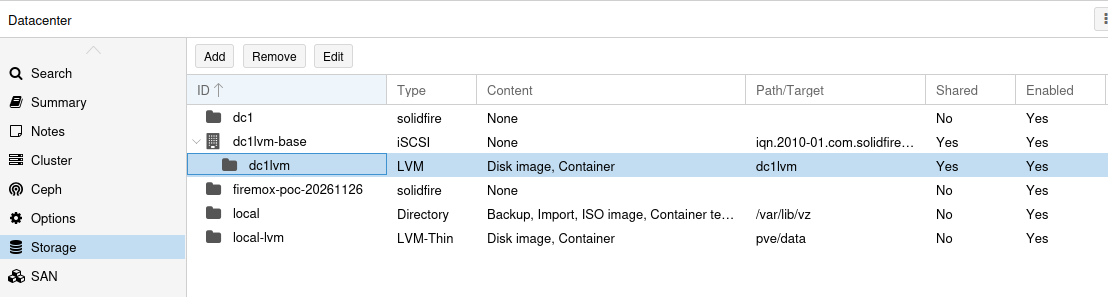 Datacenter
Search
Summary
Notes
Cluster
Ceph
Options
Storage
SAN
Add Remove Edit
ID Type Content Path/Target Shared Enabled
dc1 solidfire None No Yes
dc1lvm-base iSCSI None iqn.2010-01.com.solidfire… Yes Yes
dc1lvm LVM Disk image, Container dc1lvm Yes Yes
firemox-poc-20261126 solidfire None No Yes
local Directory Backup, Import, ISO image, Container te… /var/lib/vz No Yes
local-lvm LVM-Thin Disk image, Container pve/data No Yes